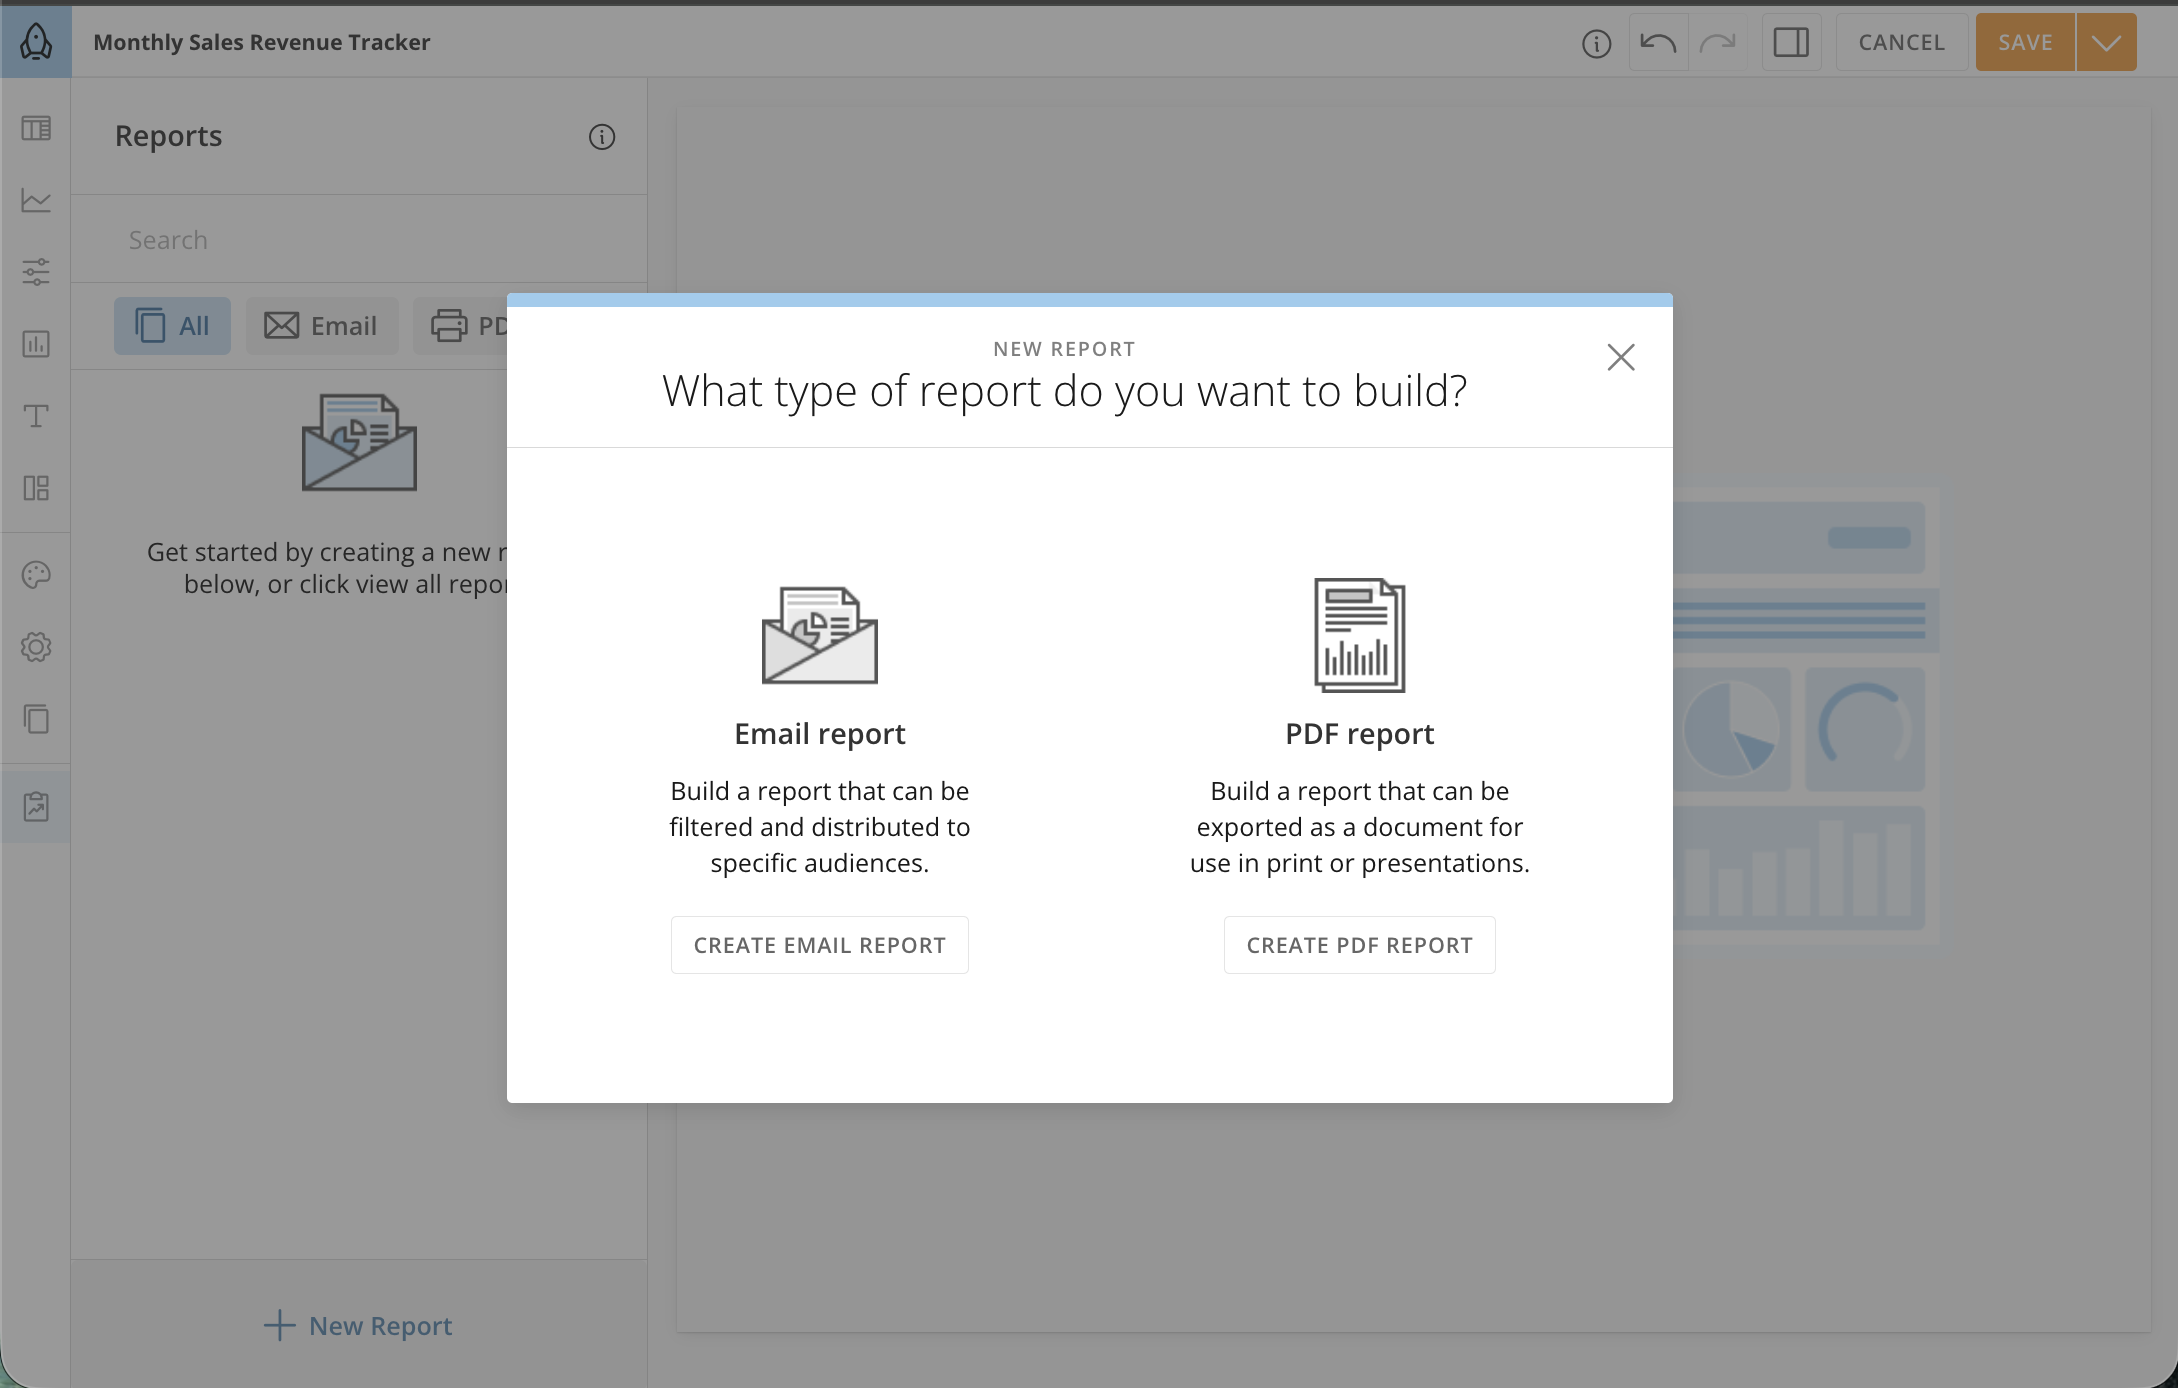 Monthly Sales Revenue Tracker
CANCEL
SAVE
Reports
Search
All
Email
Get started by creating a new
below, or click view all
New Report
NEW REPORT
What type of report do you want to build?
Email report
Build a report that can be
filtered and distributed to
specific audiences.
CREATE EMAIL REPORT
PDF report
Build a report that can be
exported as a document for
use in print or presentations.
CREATE PDF REPORT